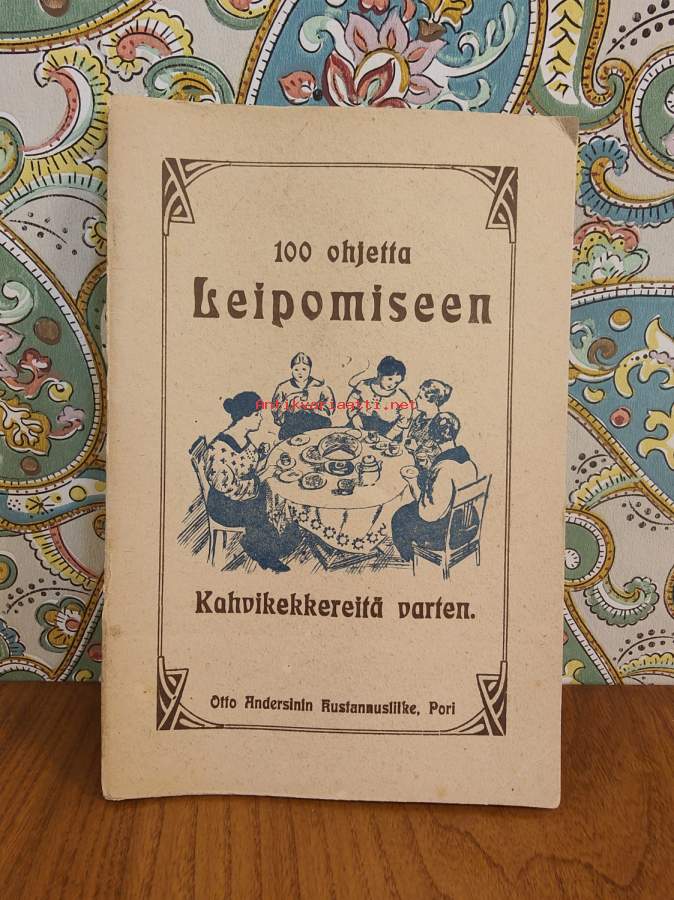 100 ohjetta
Leipomiseen
Antikvariaatti.net
Kahvikekkereitä varten.
Otto Andersinin Kustannusliike, Pori